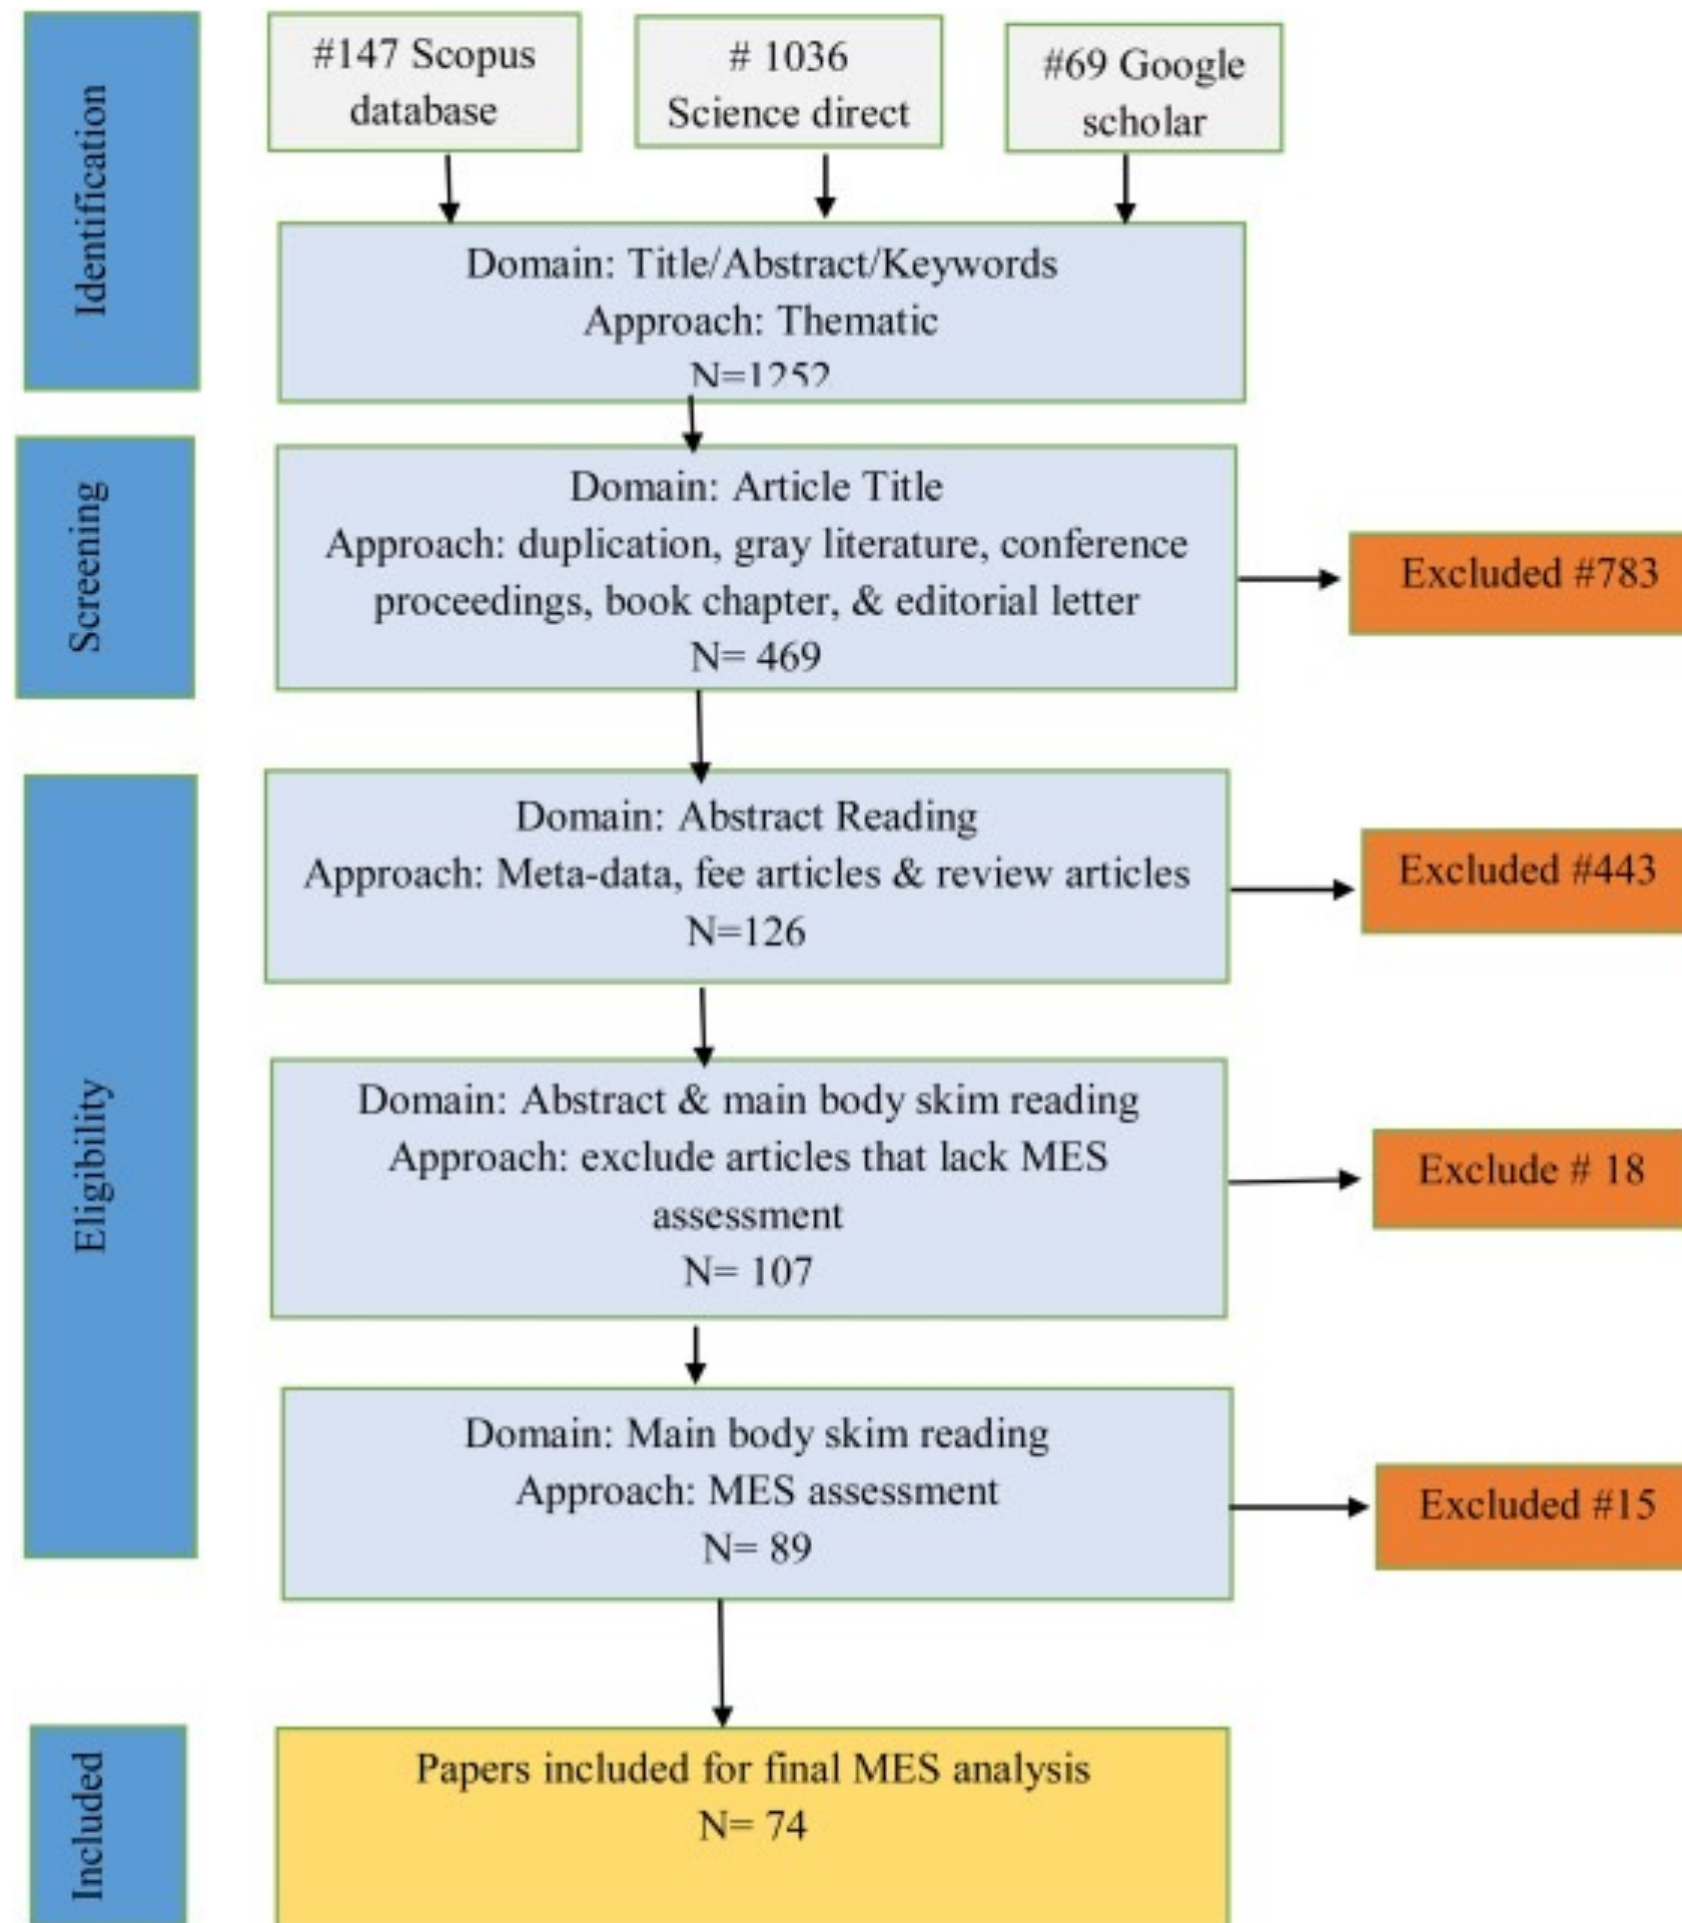 Identification
#147 Scopus
database
# 1036
Science direct
#69 Google
scholar
Domain: Title/Abstract/Keywords
Approach: Thematic
N=1252
Screening
Domain: Article Title
Approach: duplication, gray literature, conference
proceedings, book chapter, & editorial letter
N= 469
Excluded #783
Eligibility
Domain: Abstract Reading
Approach: Meta-data, fee articles & review articles
N=126
Excluded #443
Domain: Abstract & main body skim reading
Approach: exclude articles that lack MES
assessment
N= 107
Exclude # 18
Domain: Main body skim reading
Approach: MES assessment
N= 89
Excluded #15
Included
Papers included for final MES analysis
N= 74